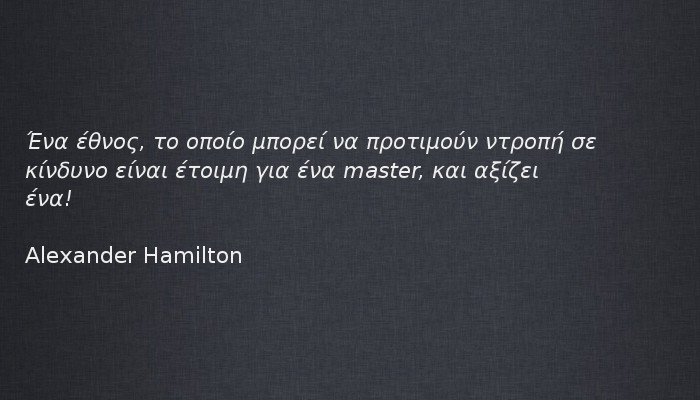 Ένα έθνος, το οποίο μπορεί να προτιμούν ντροπή σε
κίνδυνο είναι έτοιμη για ένα master, και αξίζει
ένα!
Alexander Hamilton